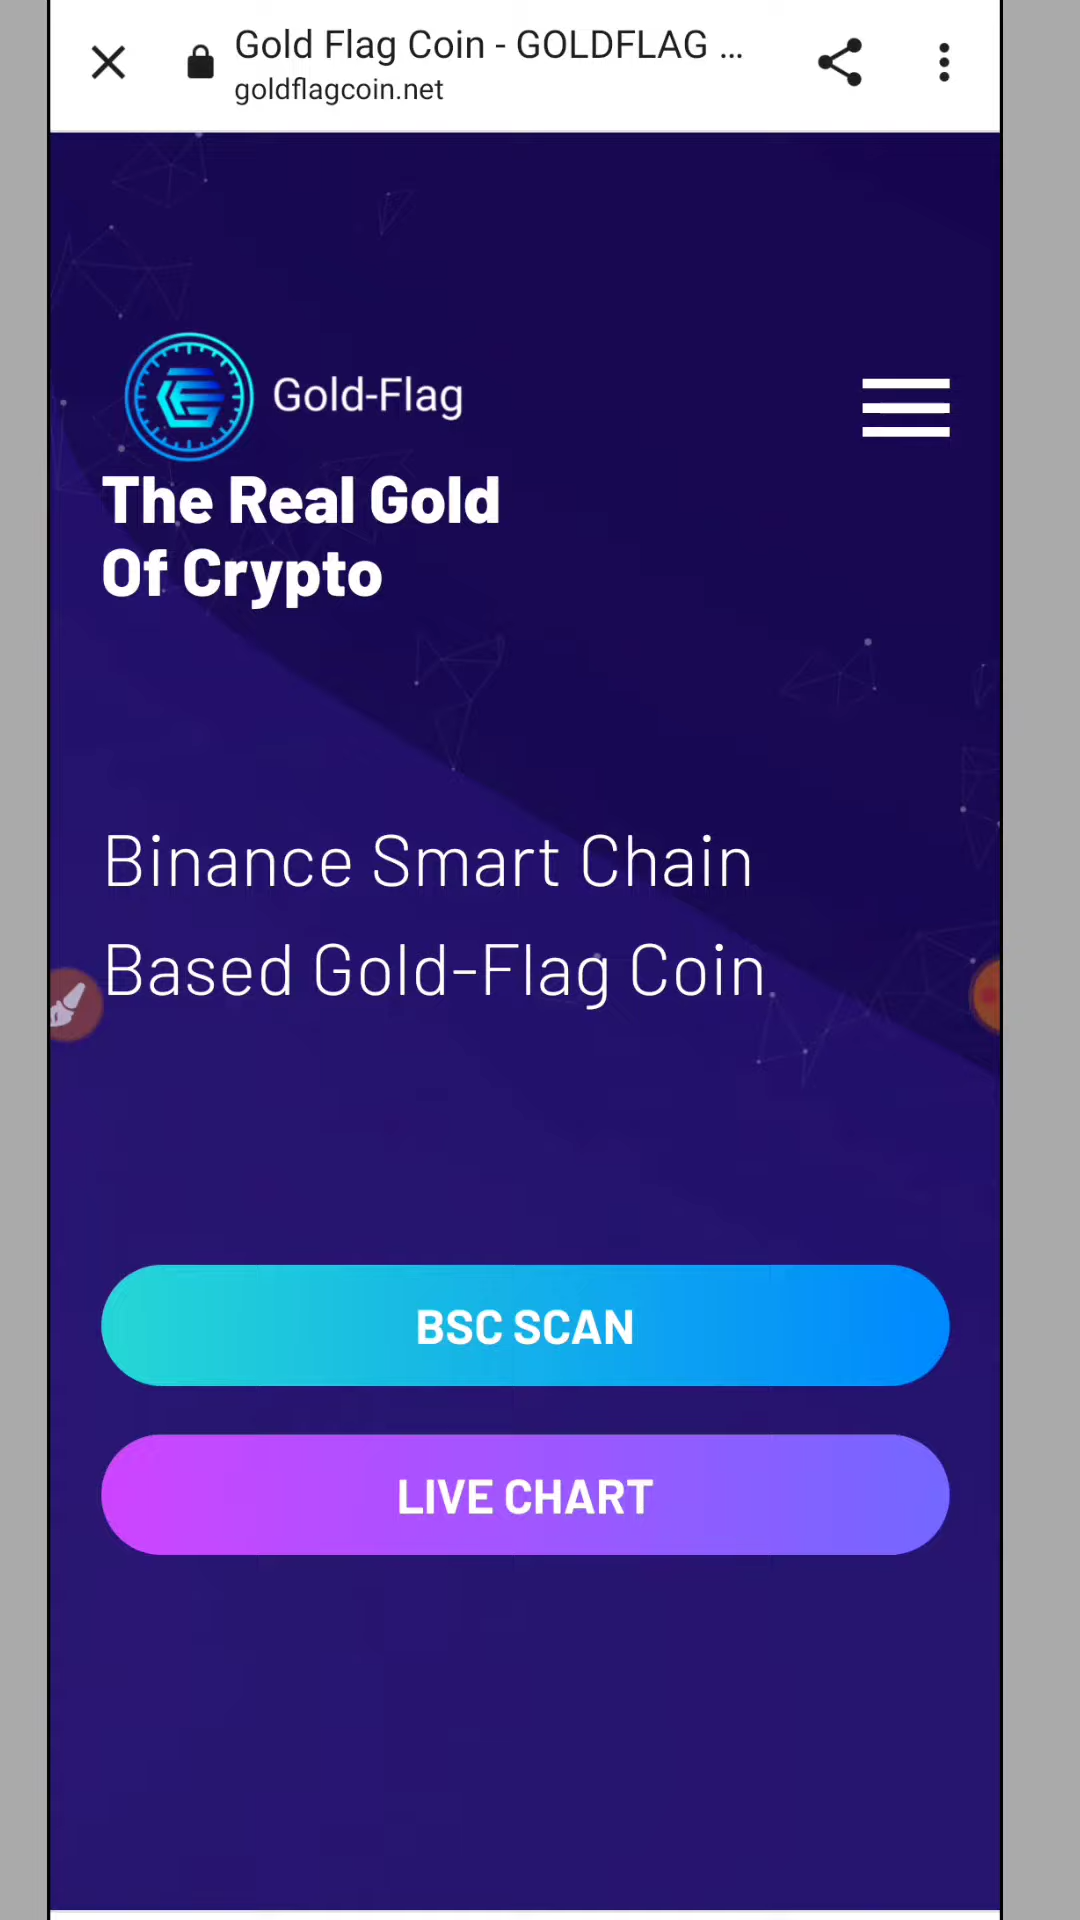 Gold Flag Coin - GOLDFLAG ...
goldflagcoin.net
Gold-Flag
The Real Gold
Of Crypto
Binance Smart Chain
Based Gold-Flag Coin
BSC SCAN
LIVE CHART